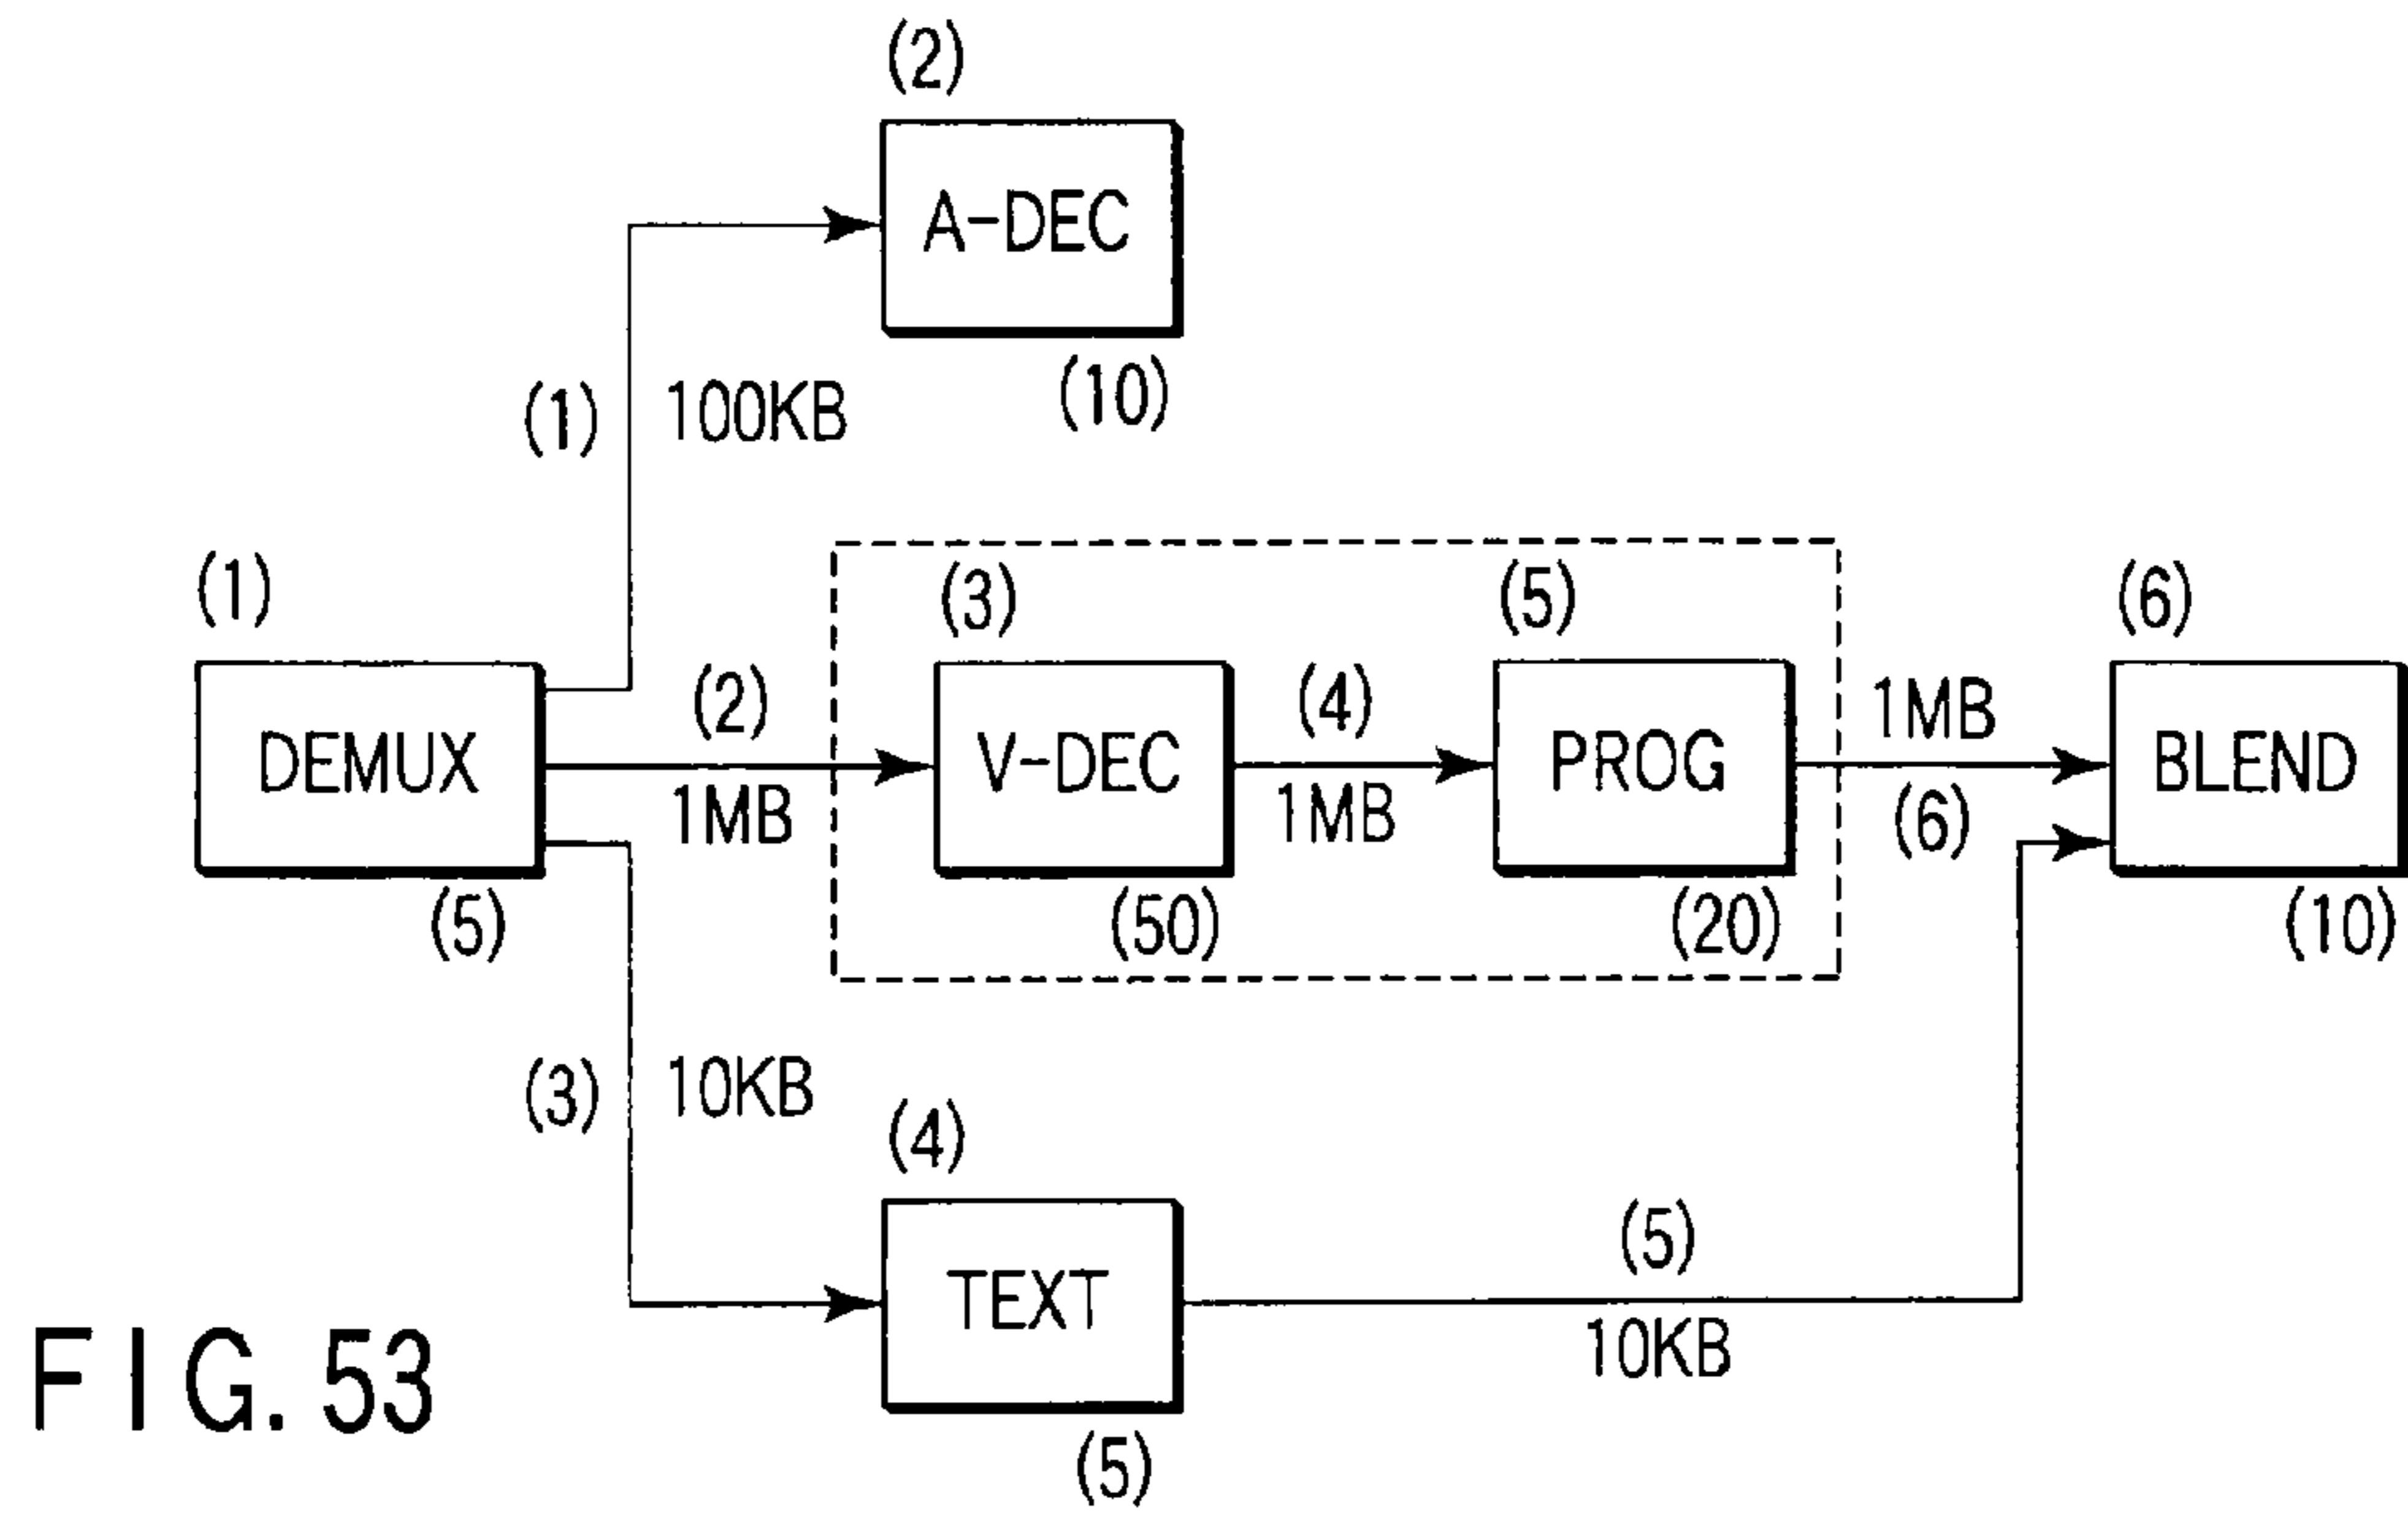 (2)
A-DEC
(10)
(1) 100KB
(1)
DEMUX
(5)
(2)
1MB
(3)
V-DEC
(50)
(4)
1MB
(5)
PROG
(20)
1MB
(6)
(6)
BLEND
(10)
(3) 10KB
(4)
TEXT
(5)
(5)
10KB
FIG. 53